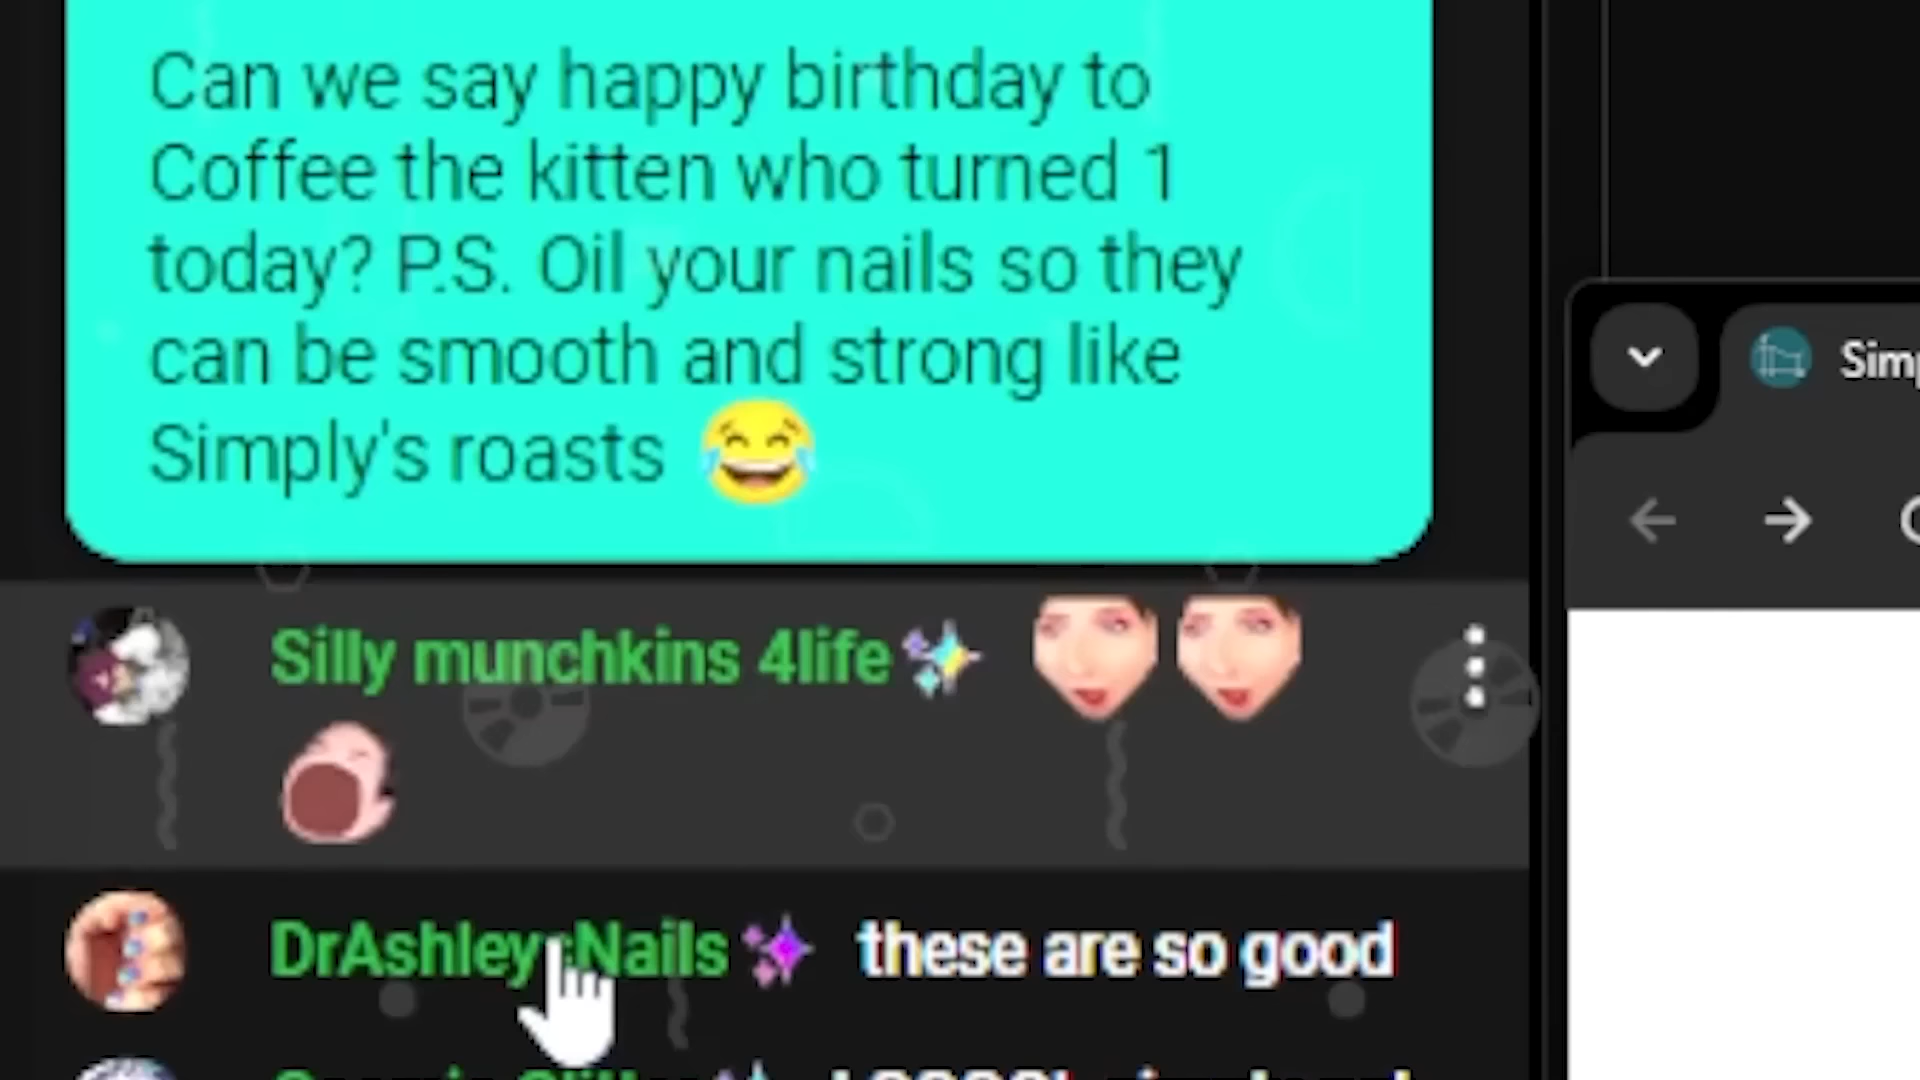 Can we say happy birthday to
Coffee the kitten who turned 1
today? P.S. Oil your nails so they
can be smooth and strong like
Simply's roasts 😂
Simp
Silly munchkins 4life
these are so good